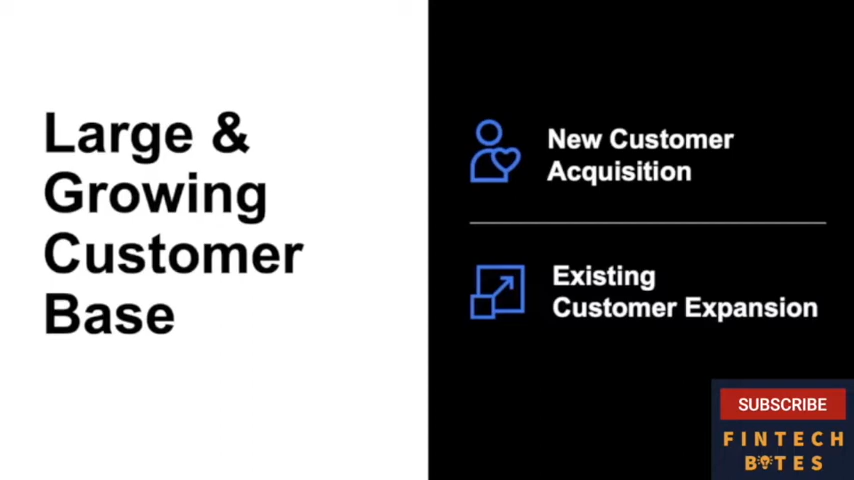 Large &
Growing
Customer
Base
New Customer
Acquisition
Existing
Customer Expansion
SUBSCRIBE
FINTECH
BYTES